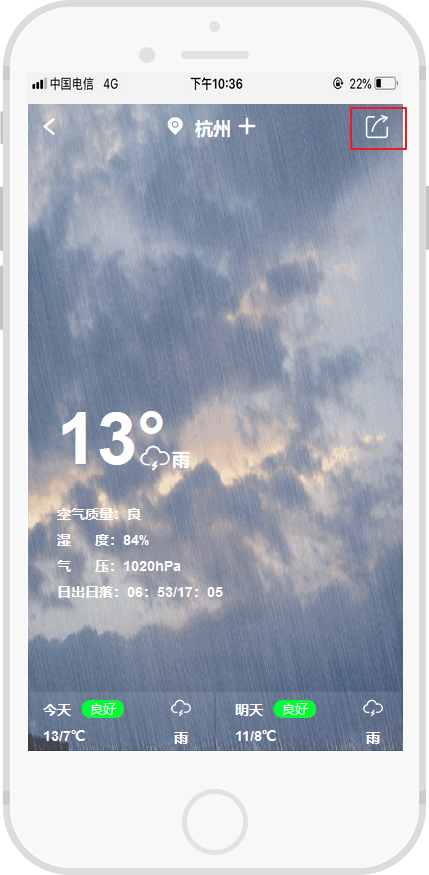 中国电信 4G 下午10:36 22%
杭州
13°
雨
空气质量：良
湿 度：84%
气 压：1020hPa
日出日落：06：53/17：05
今天 良好 明天 良好
13/7℃ 雨 11/8℃ 雨